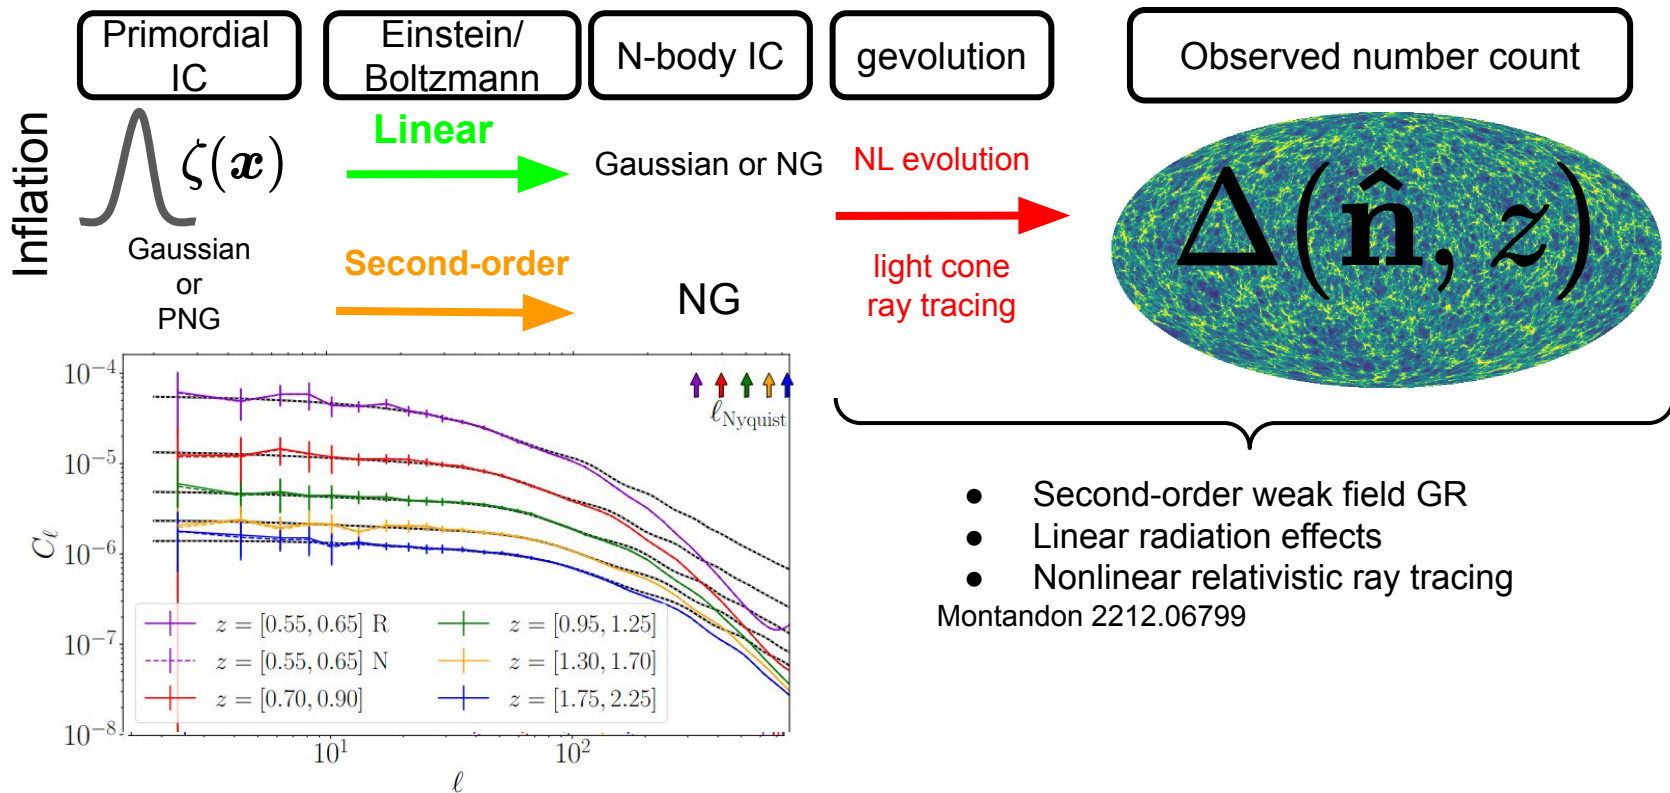 Primordial
IC
Einstein/
Boltzmann
N-body IC
gevolution
Observed number count
Inflation
ζ(x)
Gaussian
or
PNG
Linear
Second-order
Gaussian or NG
NG
NL evolution
light cone
ray tracing
Δ(n̂, z)
10⁻⁴
10⁻⁵
10⁻⁶
10⁻⁷
10⁻⁸
C_ℓ
ℓ_Nyquist
z = [0.55, 0.65] R
z = [0.55, 0.65] N
z = [0.70, 0.90]
z = [0.95, 1.25]
z = [1.30, 1.70]
z = [1.75, 2.25]
10¹
10²
ℓ
● Second-order weak field GR
● Linear radiation effects
● Nonlinear relativistic ray tracing
Montandon 2212.06799